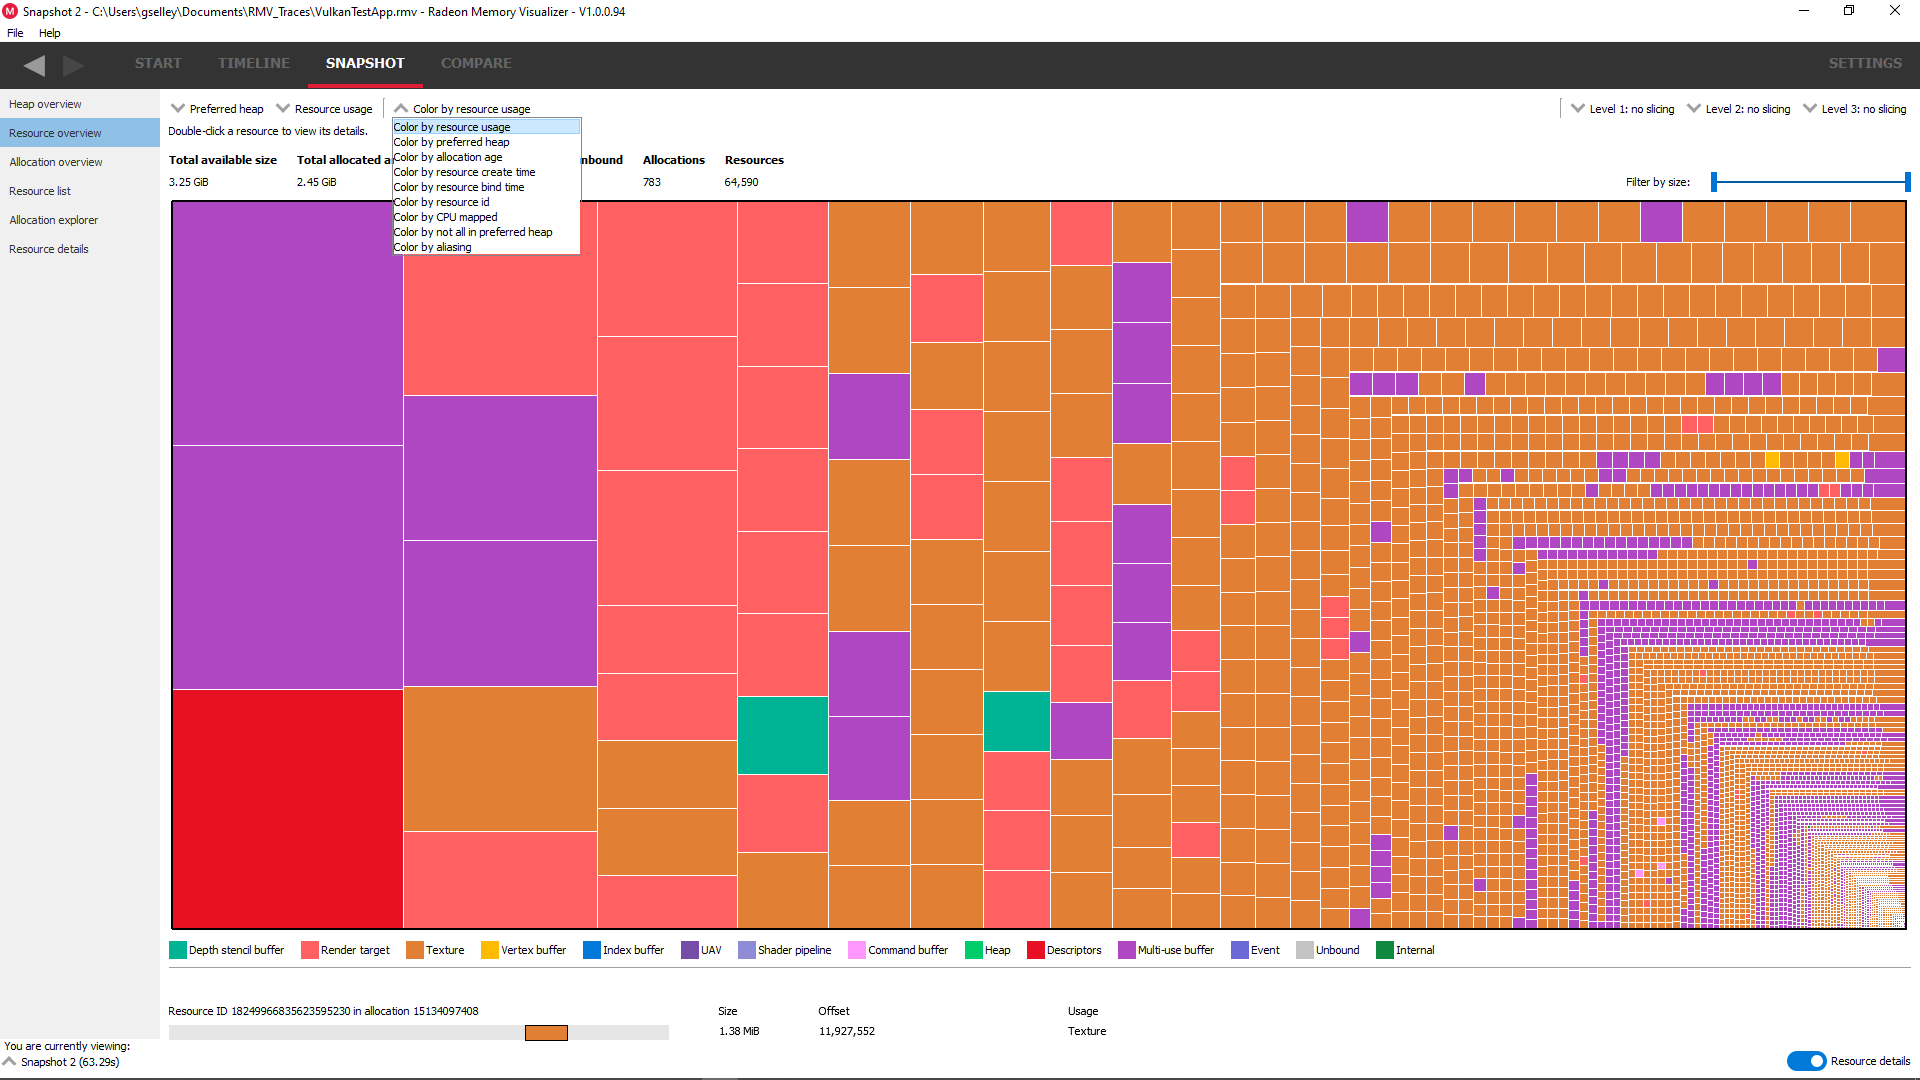 Snapshot 2 - C:\Users\gselley\Documents\RMV_Traces\VulkanTestApp.rmv - Radeon Memory Visualizer - V1.0.0.94
File Help
START TIMELINE SNAPSHOT COMPARE SETTINGS
Heap overview
Resource overview
Allocation overview
Resource list
Allocation explorer
Resource details
Preferred heap Resource usage Color by resource usage Level 1: no slicing Level 2: no slicing Level 3: no slicing
Double-click a resource to view its details.
Color by resource usage
Color by preferred heap
Color by allocation age
Color by resource create time
Color by resource bind time
Color by resource id
Color by CPU mapped
Color by not all in preferred heap
Color by aliasing
Total available size Total allocated a nbound Allocations Resources
3.25 GiB 2.45 GiB 783 64,590
Filter by size:
Depth stencil buffer Render target Texture Vertex buffer Index buffer UAV Shader pipeline Command buffer Heap Descriptors Multi-use buffer Event Unbound Internal
Resource ID 18249966835623595230 in allocation 15134097408 Size Offset Usage
1.38 MiB 11,927,552 Texture
You are currently viewing:
Snapshot 2 (63.29s)
Resource details